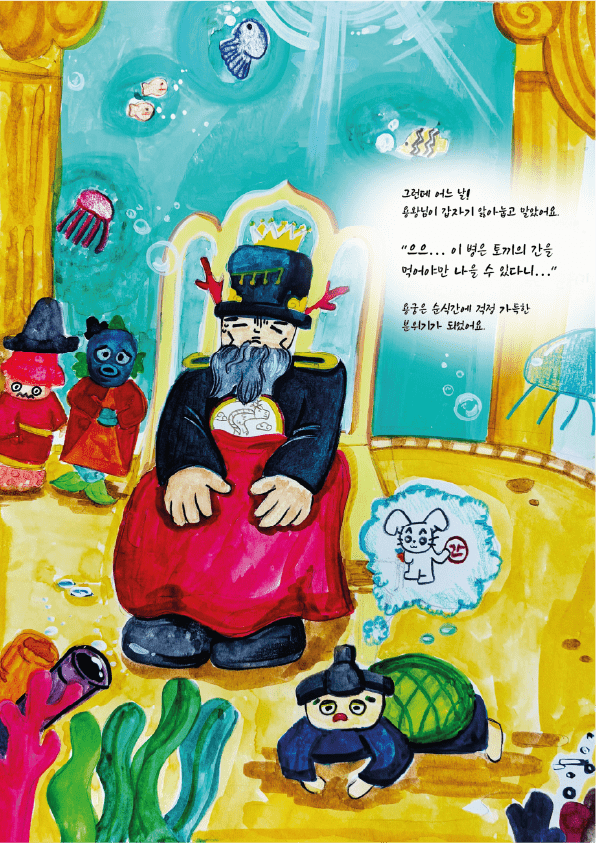 그런데 어느 날!
용왕님이 갑자기 앓아눕고 말았어요.
“으으... 이 병은 토끼의 간을
먹어야만 나을 수 있다니...”
용궁은 순식간에 걱정 가득한
분위기가 되었어요.
간